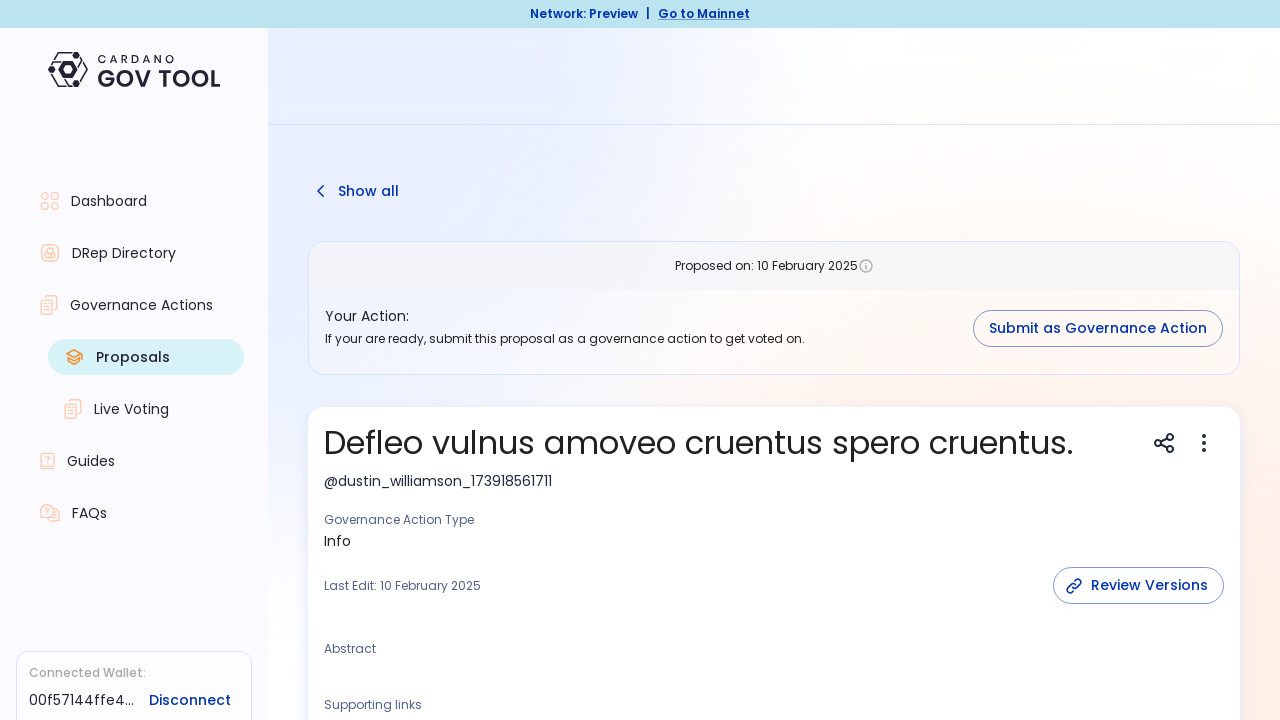 Network: Preview | Go to Mainnet
CARDANO
GOV TOOL
Dashboard
DRep Directory
Governance Actions
Proposals
Live Voting
Guides
FAQs
Connected Wallet:
00f57144ffe4... Disconnect
Show all
Proposed on: 10 February 2025
Your Action:
If your are ready, submit this proposal as a governance action to get voted on.
Submit as Governance Action
Defleo vulnus amoveo cruentus spero cruentus.
@dustin_williamson_173918561711
Governance Action Type
Info
Last Edit: 10 February 2025
Review Versions
Abstract
Supporting links